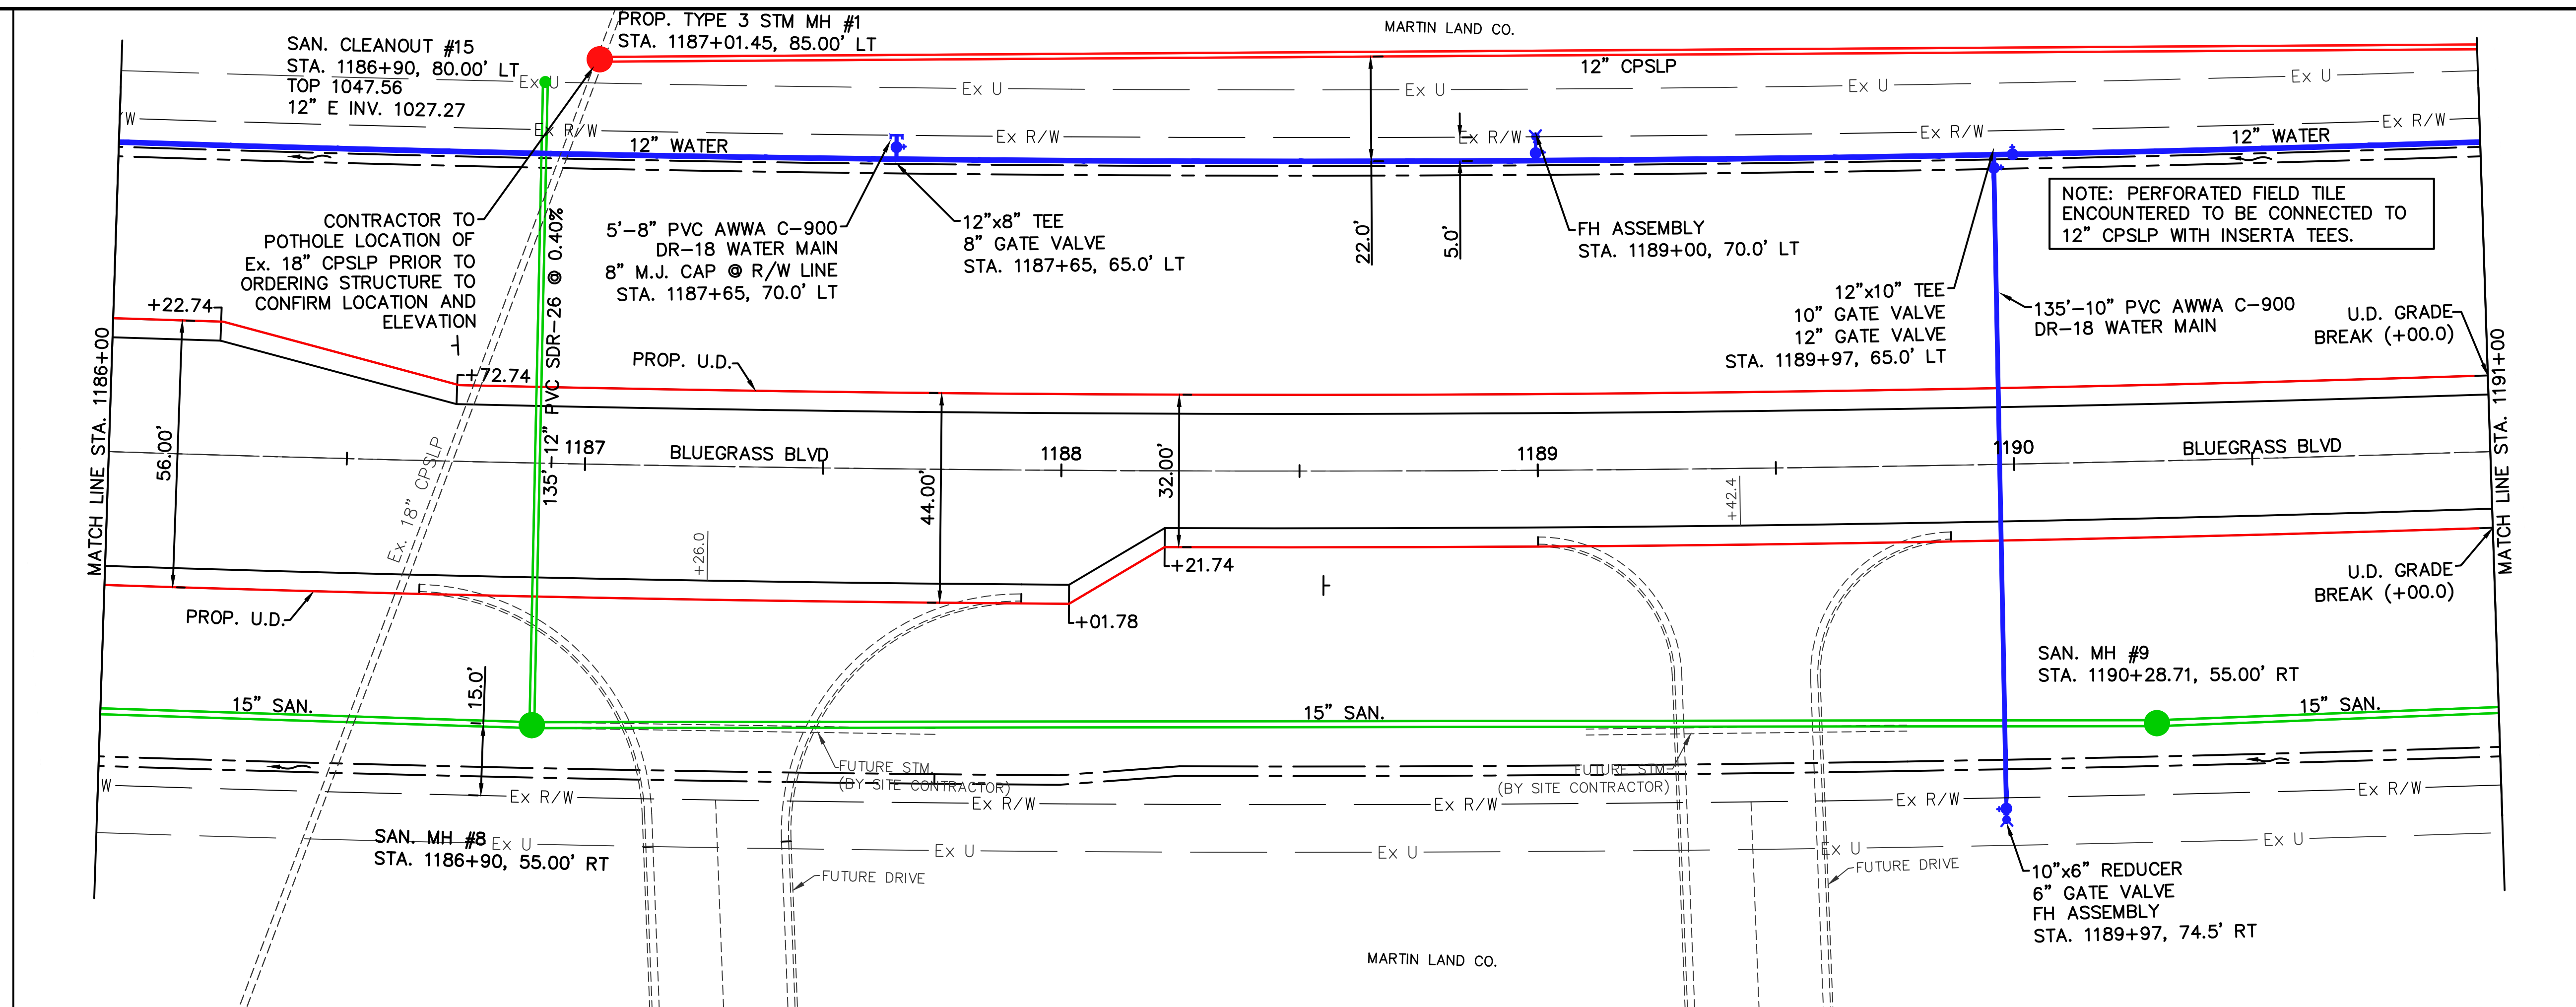 PROP. TYPE 3 STM MH #1
STA. 1187+01.45, 85.00' LT
MARTIN LAND CO.
SAN. CLEANOUT #15
STA. 1186+90, 80.00' LT
TOP 1047.56
12" E INV. 1027.27
12" CPSLP
Ex U
Ex U
Ex U
Ex U
Ex U
W
Ex R/W
Ex R/W
Ex R/W
Ex R/W
Ex R/W
12" WATER
12" WATER
CONTRACTOR TO
POTHOLE LOCATION OF
Ex. 18" CPSLP PRIOR TO
ORDERING STRUCTURE TO
CONFIRM LOCATION AND
ELEVATION
135'-12" PVC SDR-26 @ 0.40%
5'-8" PVC AWWA C-900
DR-18 WATER MAIN
8" M.J. CAP @ R/W LINE
STA. 1187+65, 70.0' LT
12"x8" TEE
8" GATE VALVE
STA. 1187+65, 65.0' LT
22.0'
5.0'
FH ASSEMBLY
STA. 1189+00, 70.0' LT
NOTE: PERFORATED FIELD TILE
ENCOUNTERED TO BE CONNECTED TO
12" CPSLP WITH INSERTA TEES.
12"x10" TEE
10" GATE VALVE
12" GATE VALVE
STA. 1189+97, 65.0' LT
135'-10" PVC AWWA C-900
DR-18 WATER MAIN
U.D. GRADE
BREAK (+00.0)
MATCH LINE STA. 1186+00
+22.74
+72.74
PROP. U.D.
56.00'
Ex. 18" CPSLP
1187
BLUEGRASS BLVD
44.00'
1188
32.00'
1189
+42.4
1190
BLUEGRASS BLVD
MATCH LINE STA. 1191+00
+26.0
+21.74
+01.78
PROP. U.D.
U.D. GRADE
BREAK (+00.0)
15.0'
15" SAN.
15" SAN.
15" SAN.
SAN. MH #9
STA. 1190+28.71, 55.00' RT
FUTURE STM.
(BY SITE CONTRACTOR)
FUTURE STM.
(BY SITE CONTRACTOR)
W
Ex R/W
Ex R/W
Ex R/W
Ex R/W
Ex R/W
SAN. MH #8
STA. 1186+90, 55.00' RT
Ex U
Ex U
Ex U
Ex U
Ex U
FUTURE DRIVE
FUTURE DRIVE
10"x6" REDUCER
6" GATE VALVE
FH ASSEMBLY
STA. 1189+97, 74.5' RT
MARTIN LAND CO.